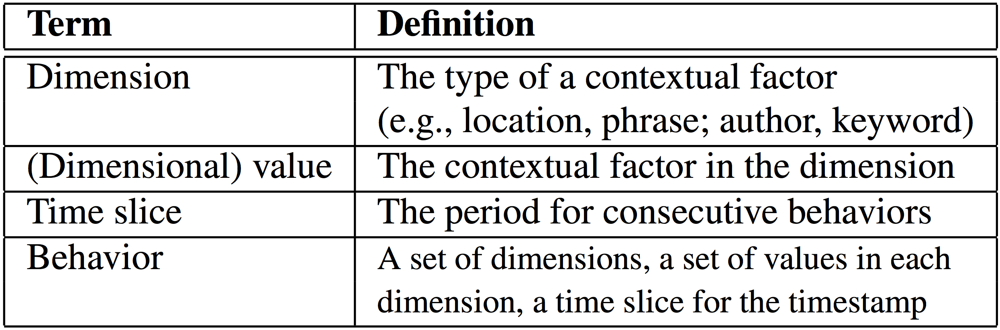 Term Definition
Dimension The type of a contextual factor
(e.g., location, phrase; author, keyword)
(Dimensional) value The contextual factor in the dimension
Time slice The period for consecutive behaviors
Behavior A set of dimensions, a set of values in each
dimension, a time slice for the timestamp